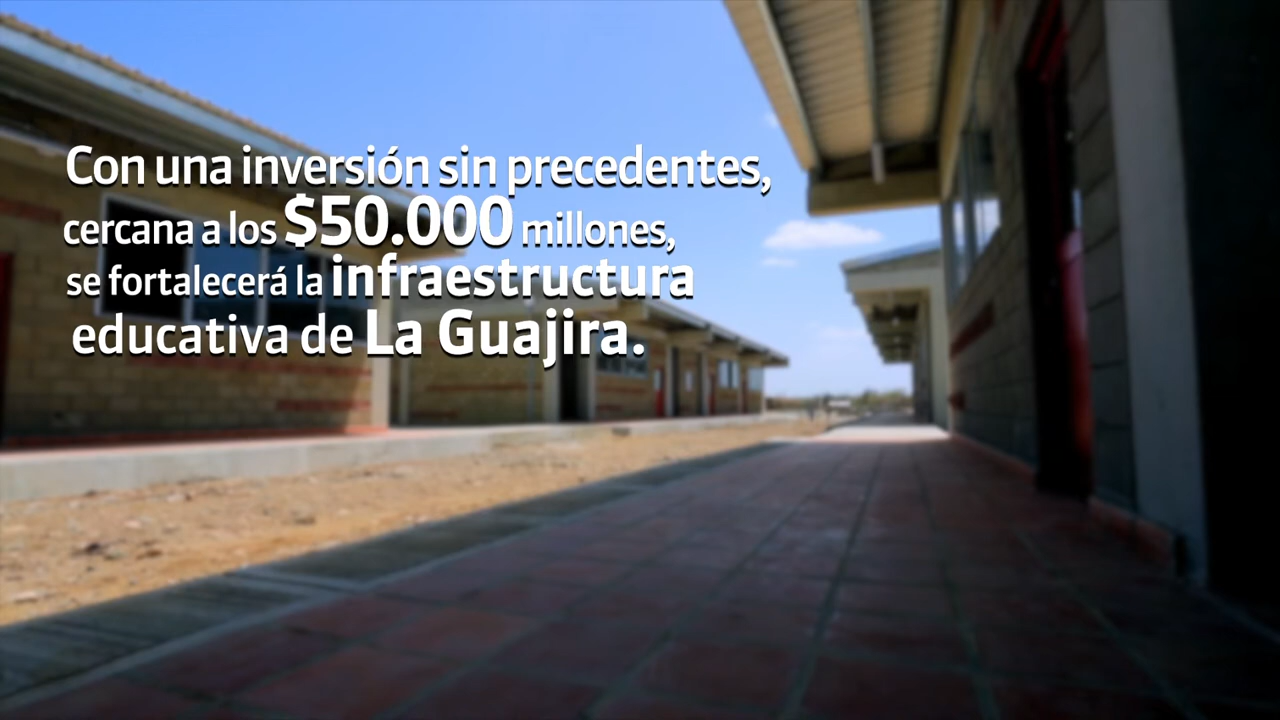 Con una inversión sin precedentes,
cercana a los $50.000 millones,
se fortalecerá la infraestructura
educativa de La Guajira.